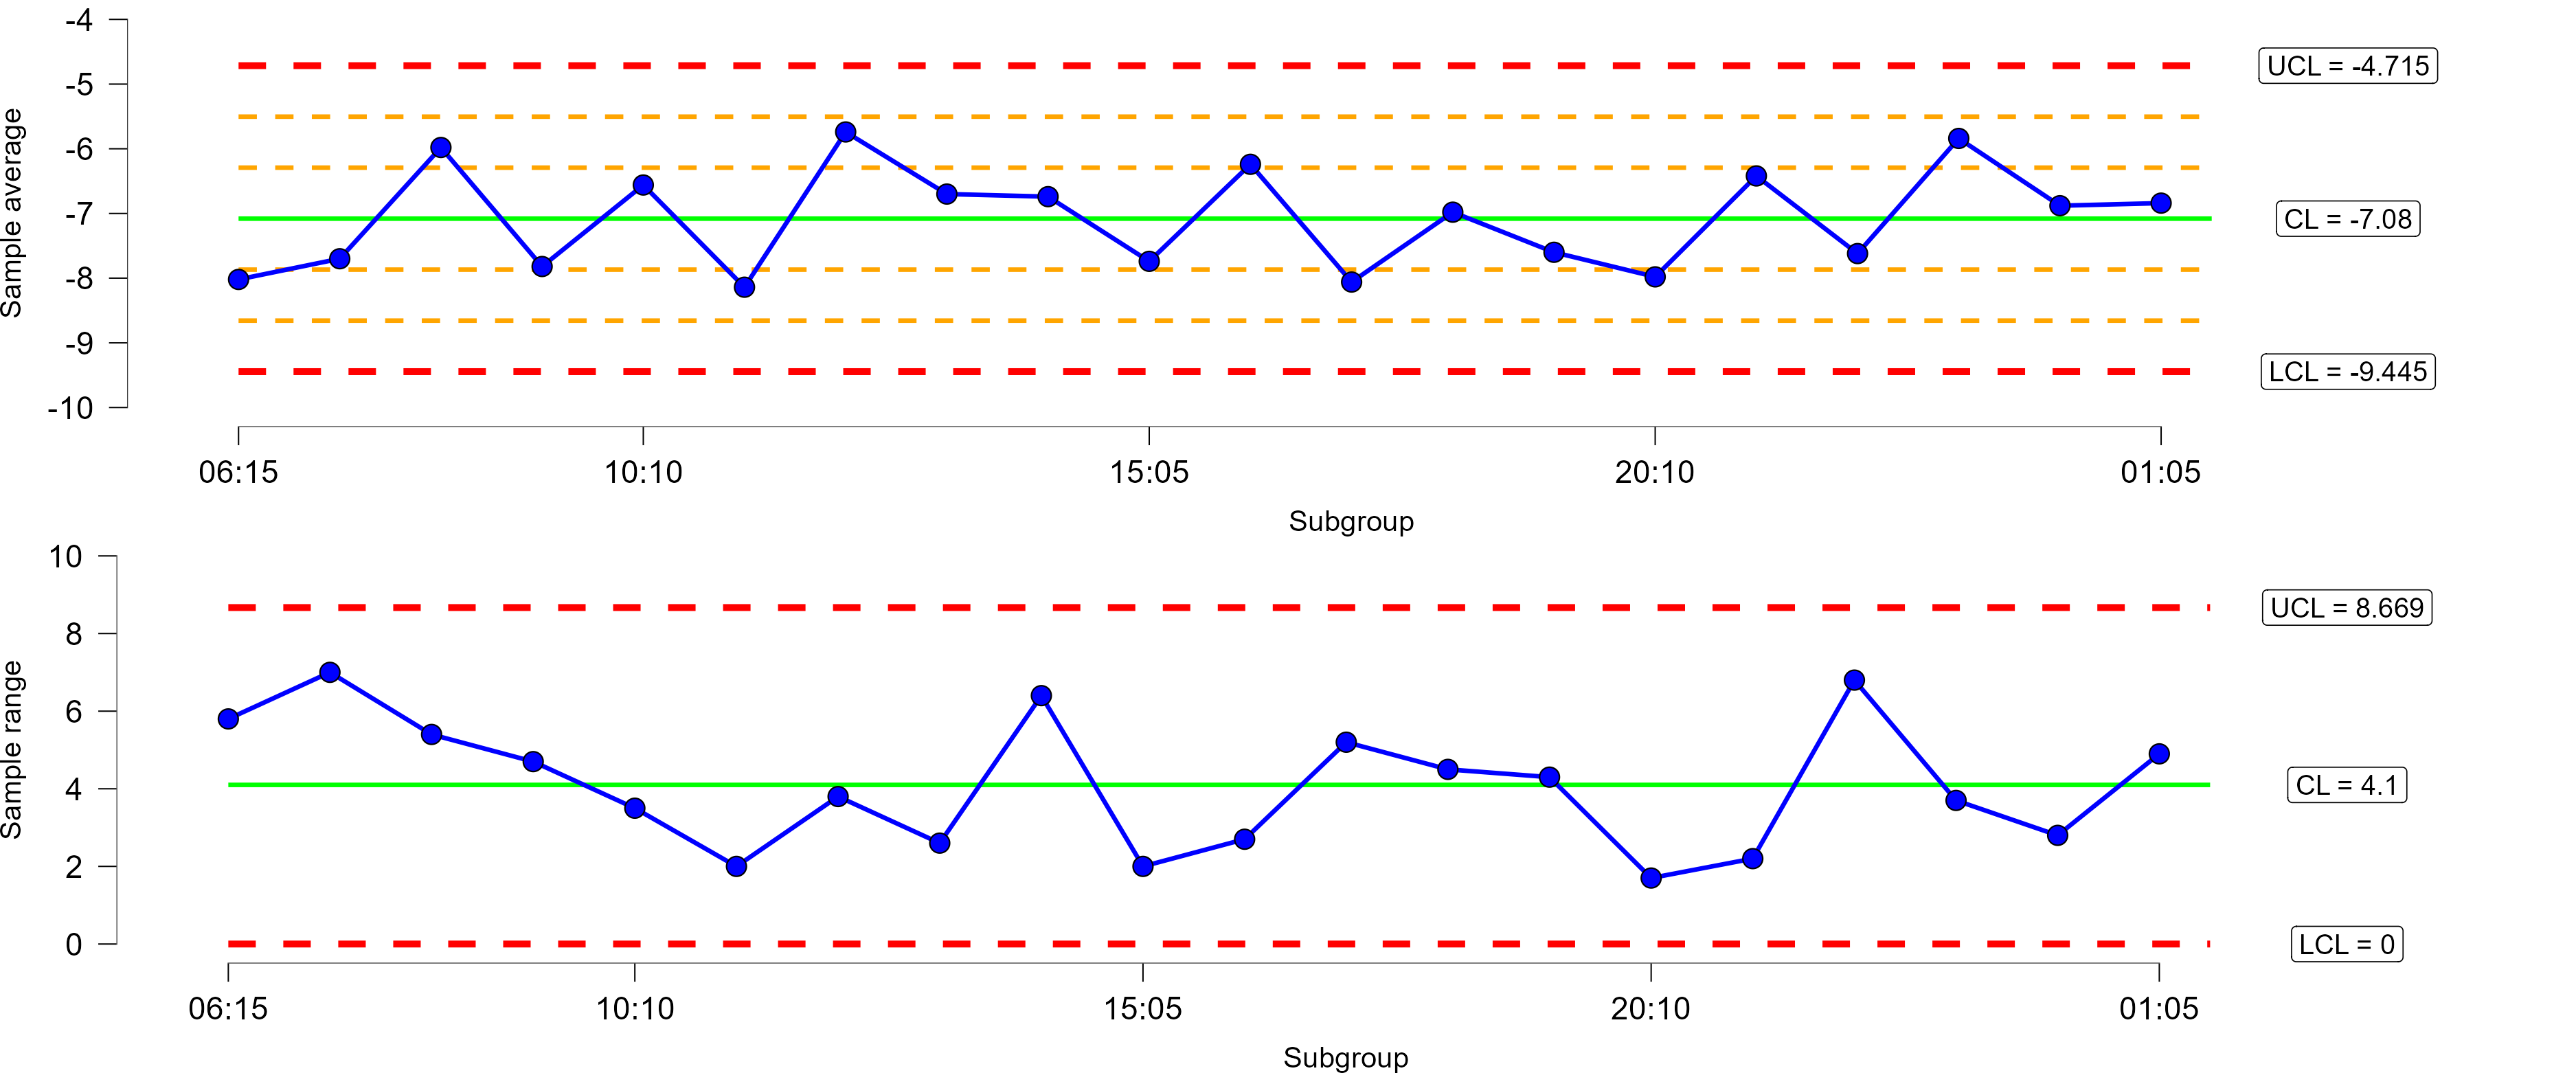 Sample average
-4
-5
-6
-7
-8
-9
-10
UCL = -4.715
CL = -7.08
LCL = -9.445
06:15 10:10 15:05 20:10 01:05
Subgroup
Sample range
10
8
6
4
2
0
UCL = 8.669
CL = 4.1
LCL = 0
06:15 10:10 15:05 20:10 01:05
Subgroup